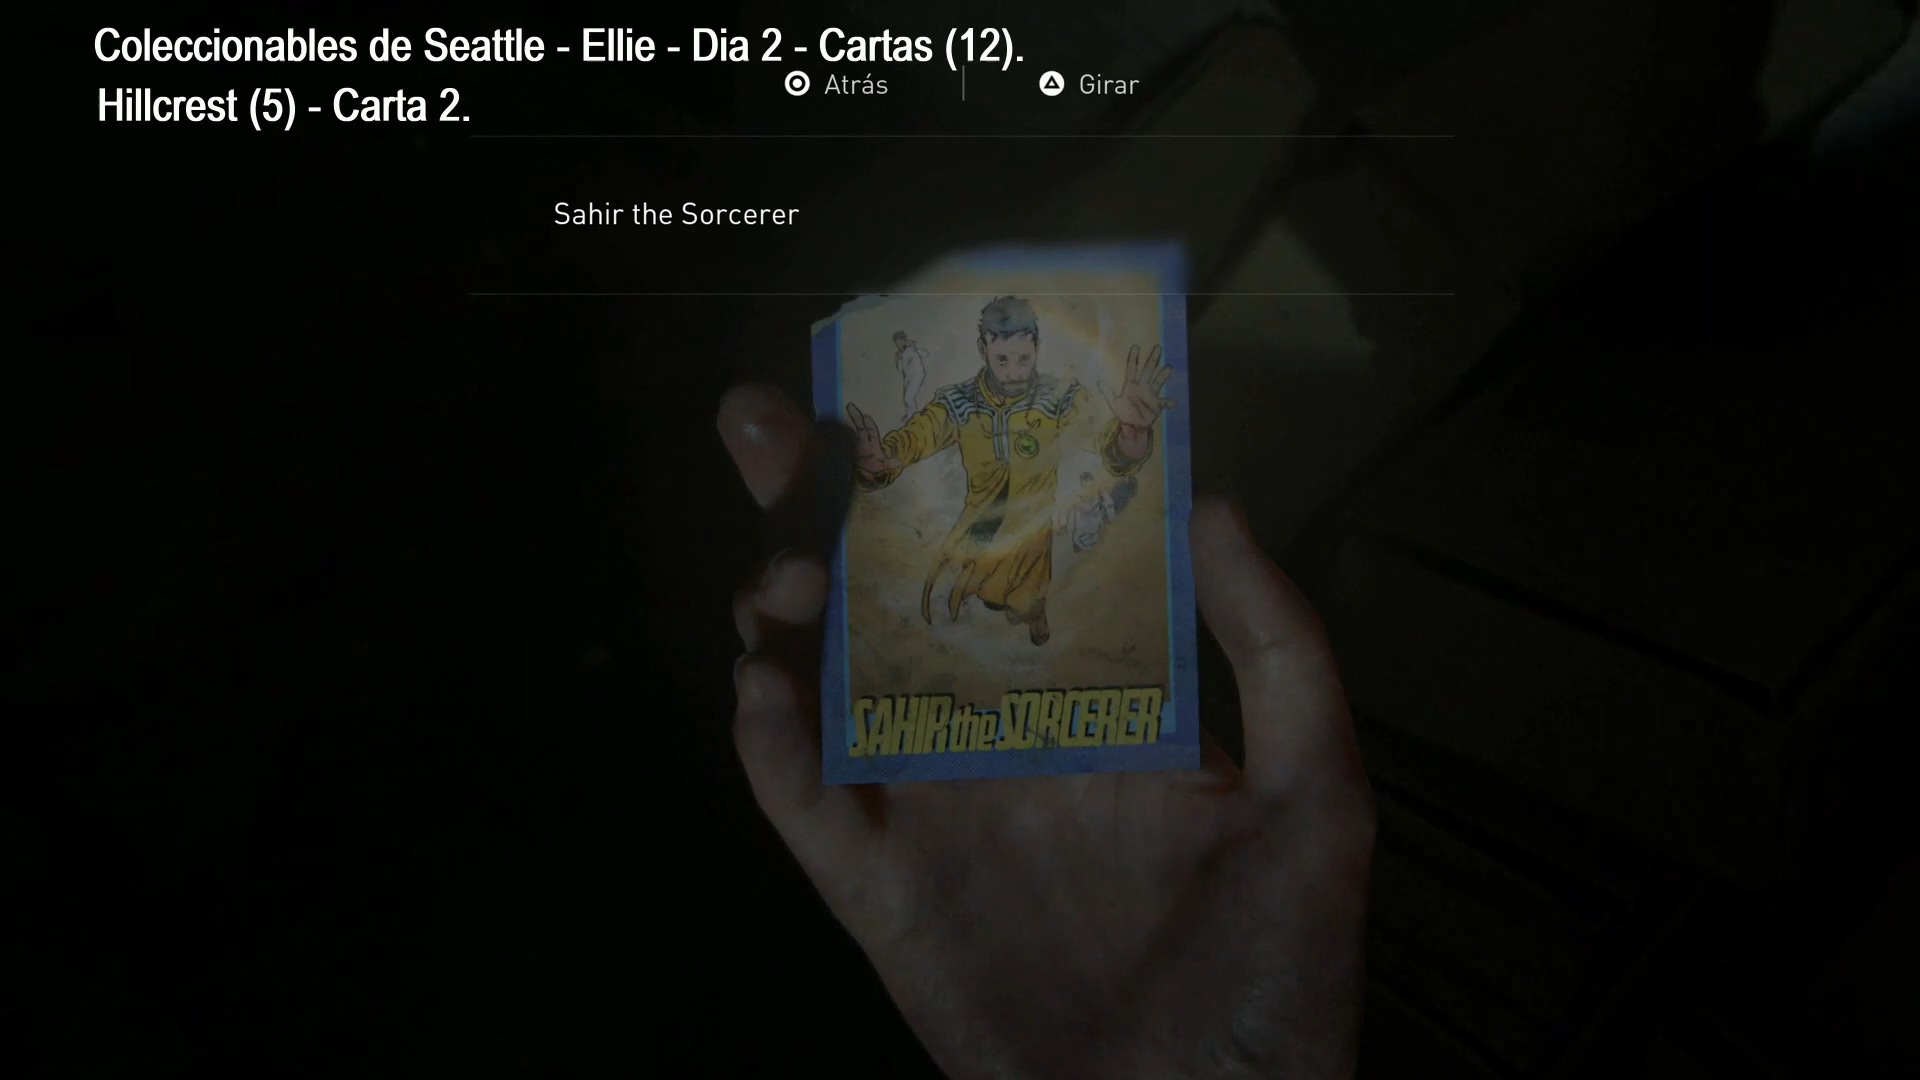 Coleccionables de Seattle - Ellie - Dia 2 - Cartas (12).
Atrás
Girar
Hillcrest (5) - Carta 2.
Sahir the Sorcerer
SAHIR the SORCERER